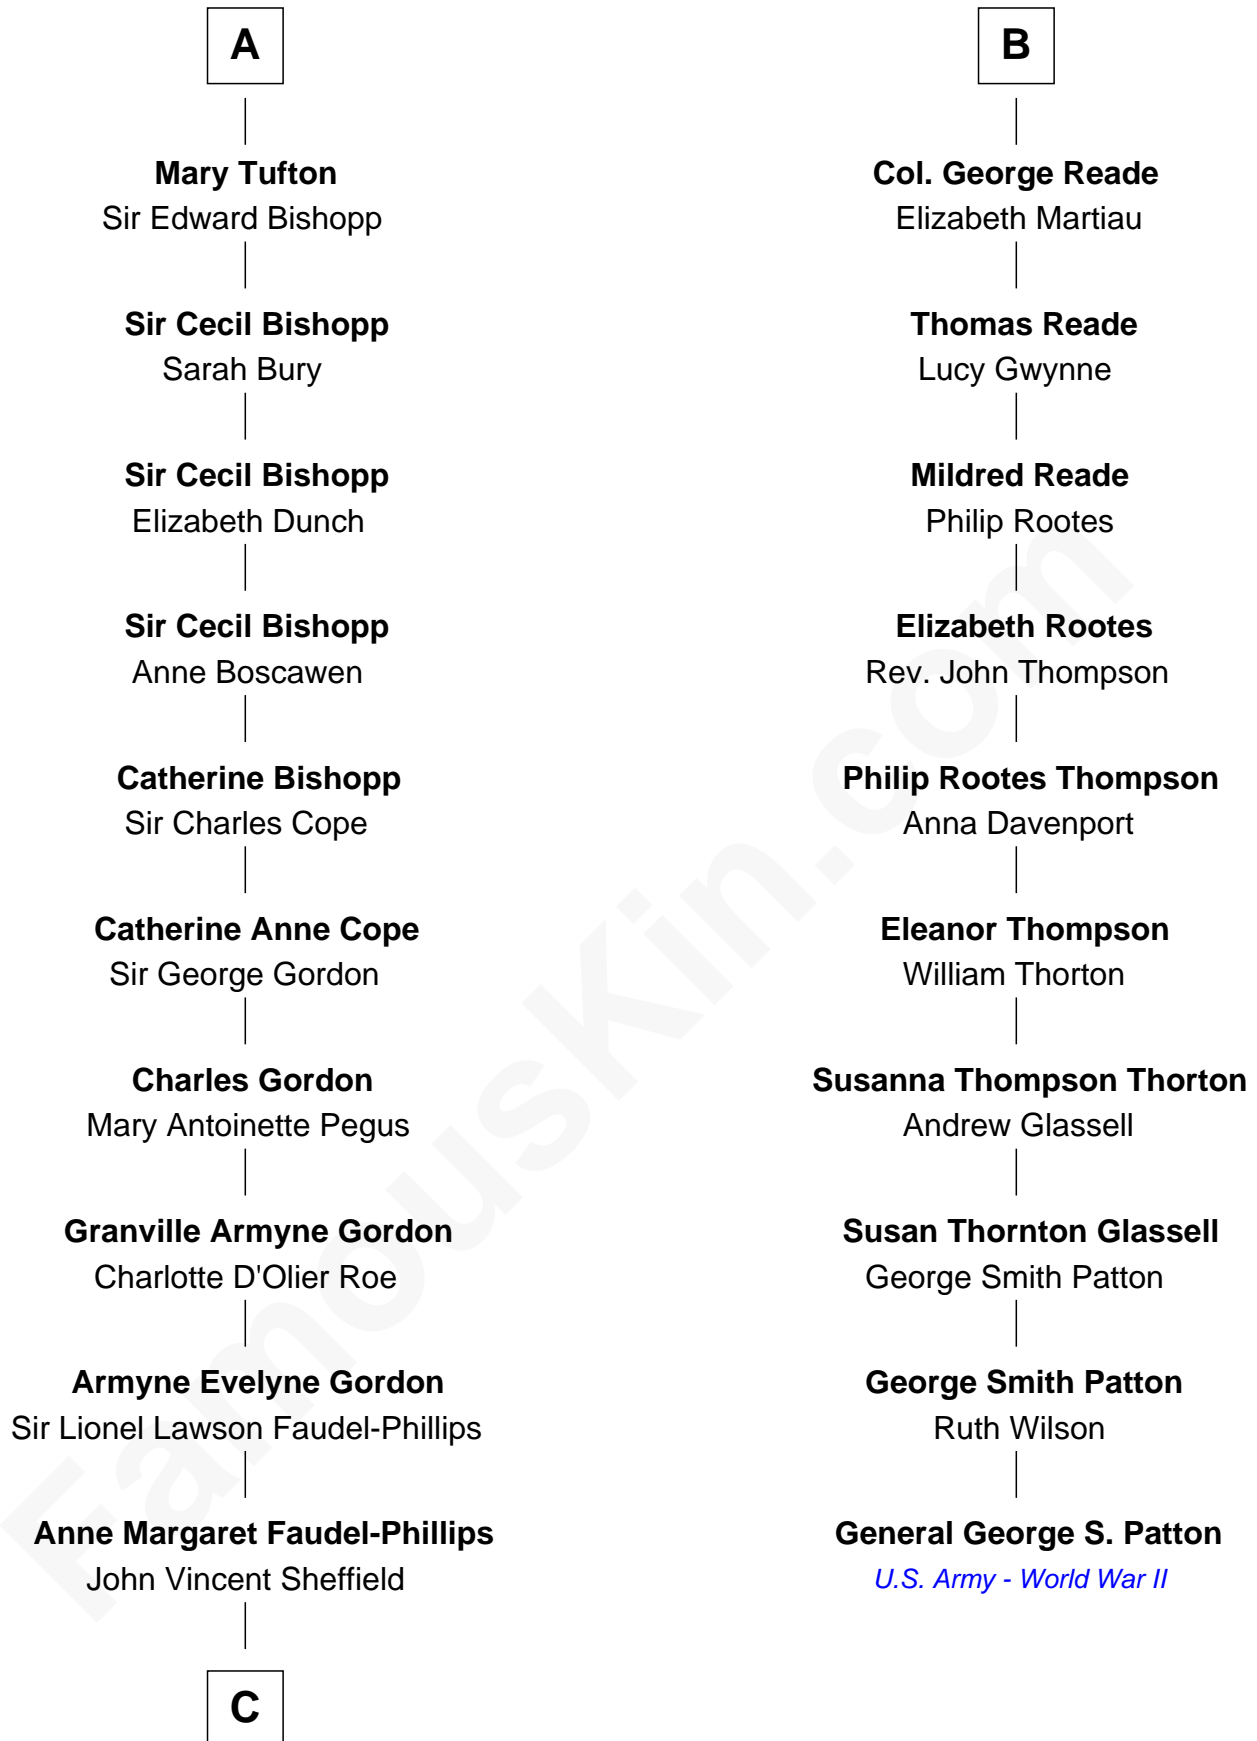 A
Mary Tufton
Sir Edward Bishopp
Sir Cecil Bishopp
Sarah Bury
Sir Cecil Bishopp
Elizabeth Dunch
Sir Cecil Bishopp
Anne Boscawen
Catherine Bishopp
Sir Charles Cope
Catherine Anne Cope
Sir George Gordon
Charles Gordon
Mary Antoinette Pegus
Granville Armyne Gordon
Charlotte D'Olier Roe
Armyne Evelyne Gordon
Sir Lionel Lawson Faudel-Phillips
Anne Margaret Faudel-Phillips
John Vincent Sheffield
C
B
Col. George Reade
Elizabeth Martiau
Thomas Reade
Lucy Gwynne
Mildred Reade
Philip Rootes
Elizabeth Rootes
Rev. John Thompson
Philip Rootes Thompson
Anna Davenport
Eleanor Thompson
William Thorton
Susanna Thompson Thorton
Andrew Glassell
Susan Thornton Glassell
George Smith Patton
George Smith Patton
Ruth Wilson
General George S. Patton
U.S. Army - World War II
FamousKin.com